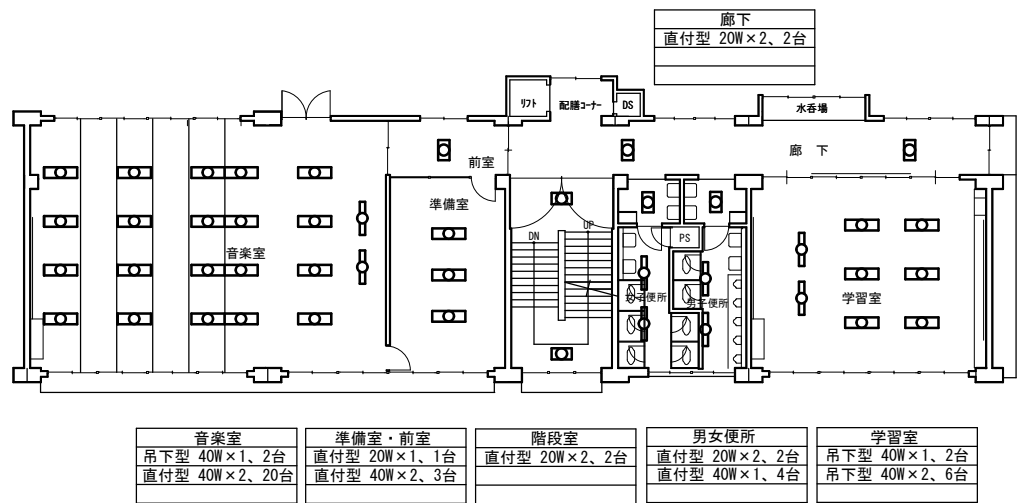 廊下
直付型 20W×2、2台
リフト
配膳コーナー
DS
水呑場
前室
廊 下
準備室
DN
UP
PS
音楽室
女子便所
男子便所
学習室
音楽室
吊下型 40W×1、2台
直付型 40W×2、20台
準備室・前室
直付型 20W×1、1台
直付型 40W×2、3台
階段室
直付型 20W×2、2台
男女便所
直付型 20W×2、2台
直付型 40W×1、4台
学習室
吊下型 40W×1、2台
吊下型 40W×2、6台